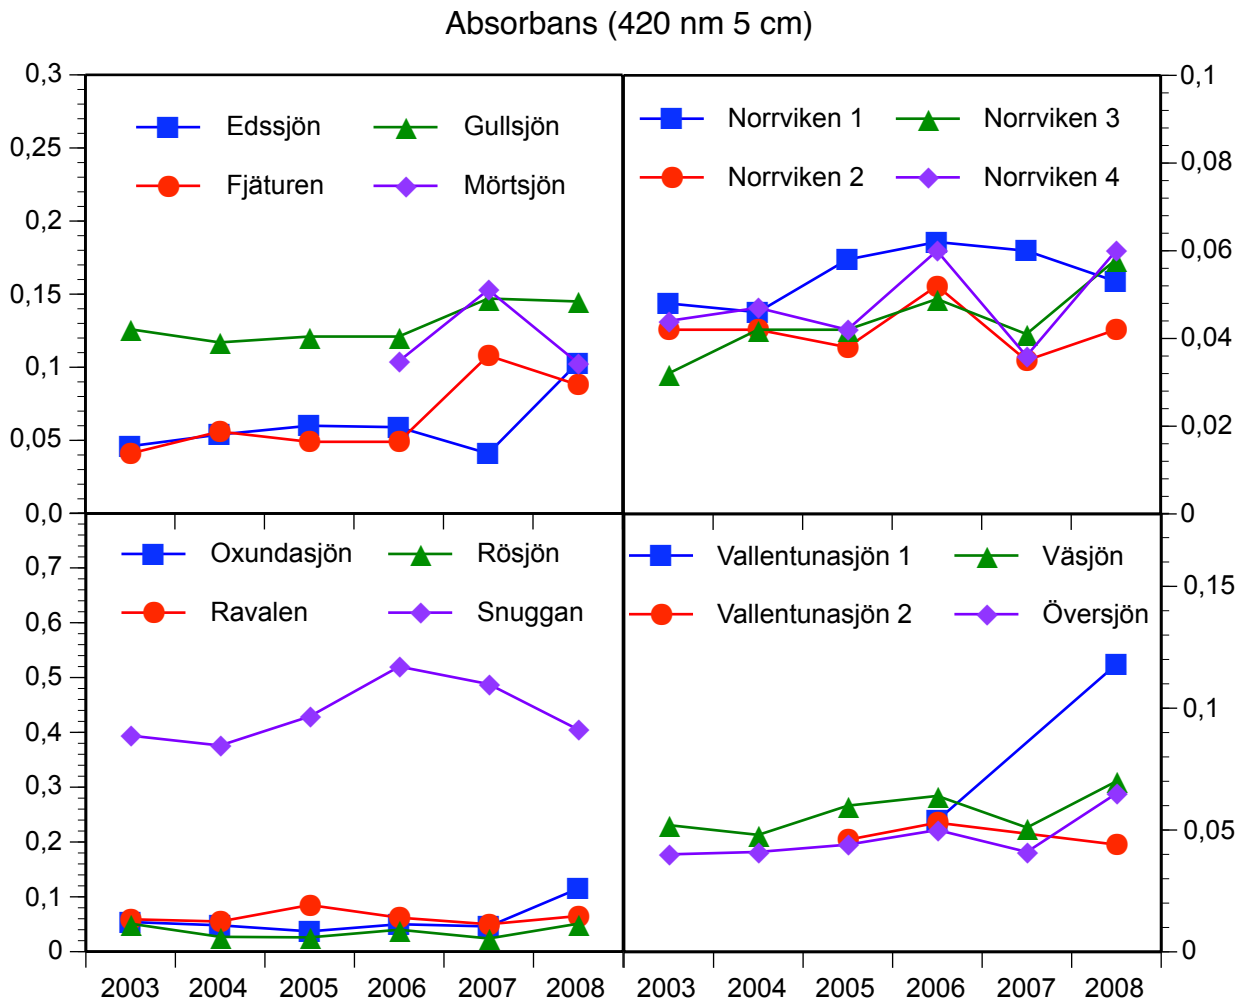 Absorbans (420 nm 5 cm)
0,3
0,25
0,2
0,15
0,1
0,05
0,0
Edssjön
Gullsjön
Fjäturen
Mörtsjön
Norrviken 1
Norrviken 3
Norrviken 2
Norrviken 4
0,1
0,08
0,06
0,04
0,02
0
0,7
0,6
0,5
0,4
0,3
0,2
0,1
0
Oxundasjön
Rösjön
Ravalen
Snuggan
Vallentunasjön 1
Väsjön
Vallentunasjön 2
Översjön
0,15
0,1
0,05
0
2003 2004 2005 2006 2007 2008
2003 2004 2005 2006 2007 2008